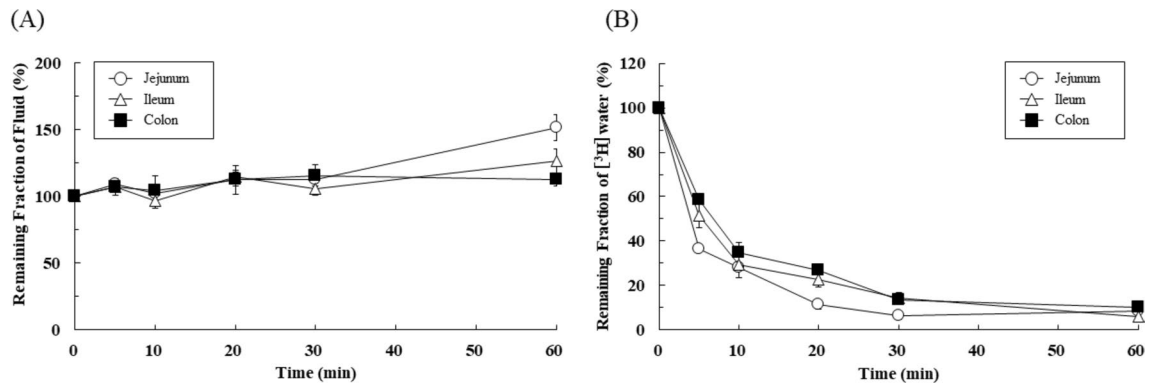 (A)
Remaining Fraction of Fluid (%)
200
150
100
50
0
Jejunum
Ileum
Colon
0 10 20 30 40 50 60
Time (min)
(B)
Remaining Fraction of [³H] water (%)
120
100
80
60
40
20
0
Jejunum
Ileum
Colon
0 10 20 30 40 50 60
Time (min)